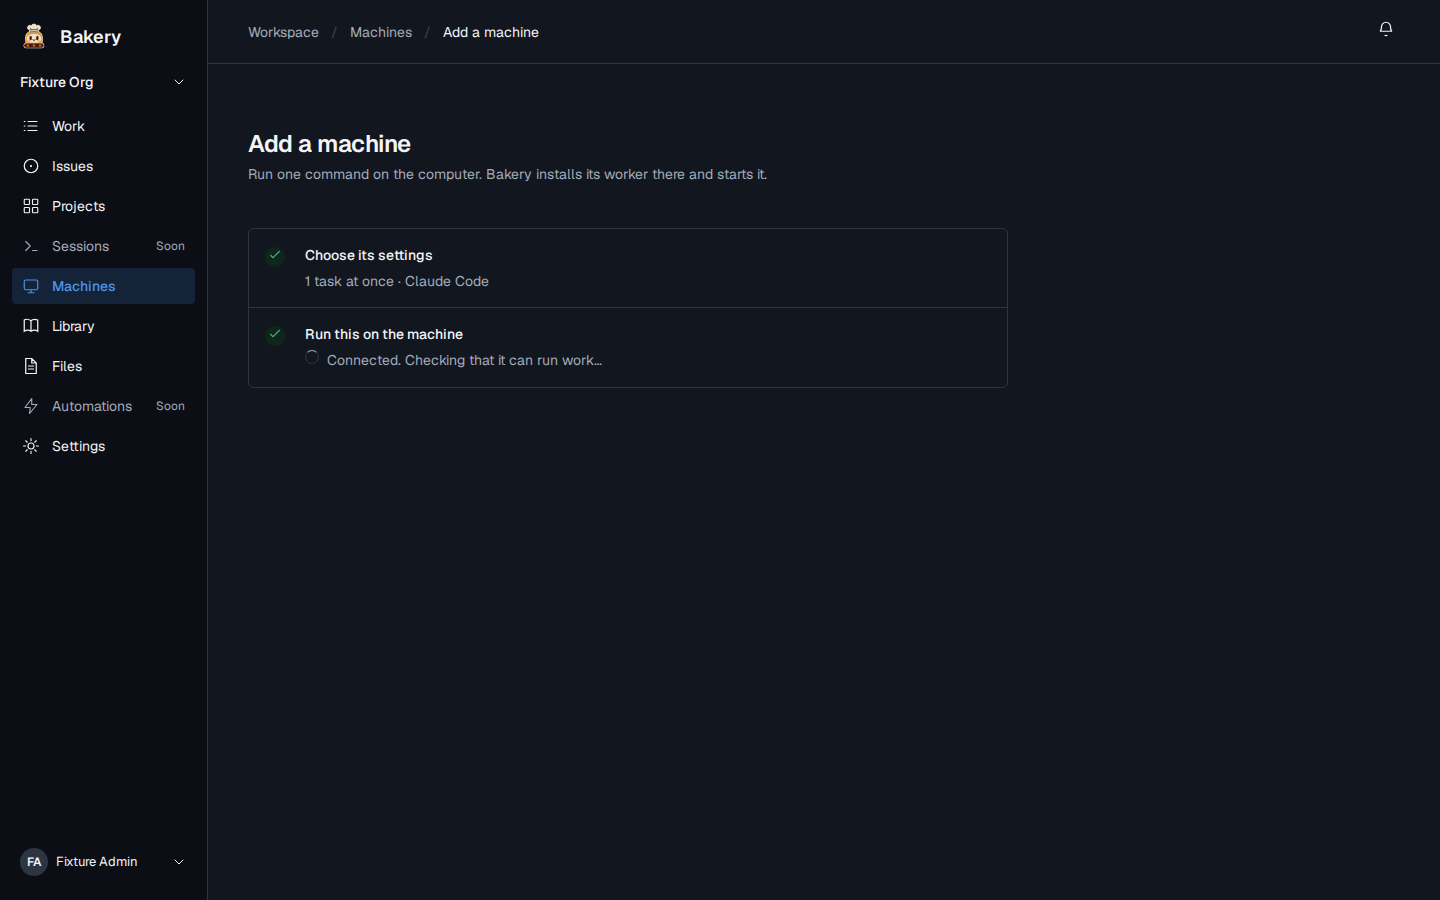 Bakery
Fixture Org
Work
Issues
Projects
Sessions Soon
Machines
Library
Files
Automations Soon
Settings
FA Fixture Admin
Workspace / Machines / Add a machine
Add a machine
Run one command on the computer. Bakery installs its worker there and starts it.
Choose its settings
1 task at once · Claude Code
Run this on the machine
Connected. Checking that it can run work…